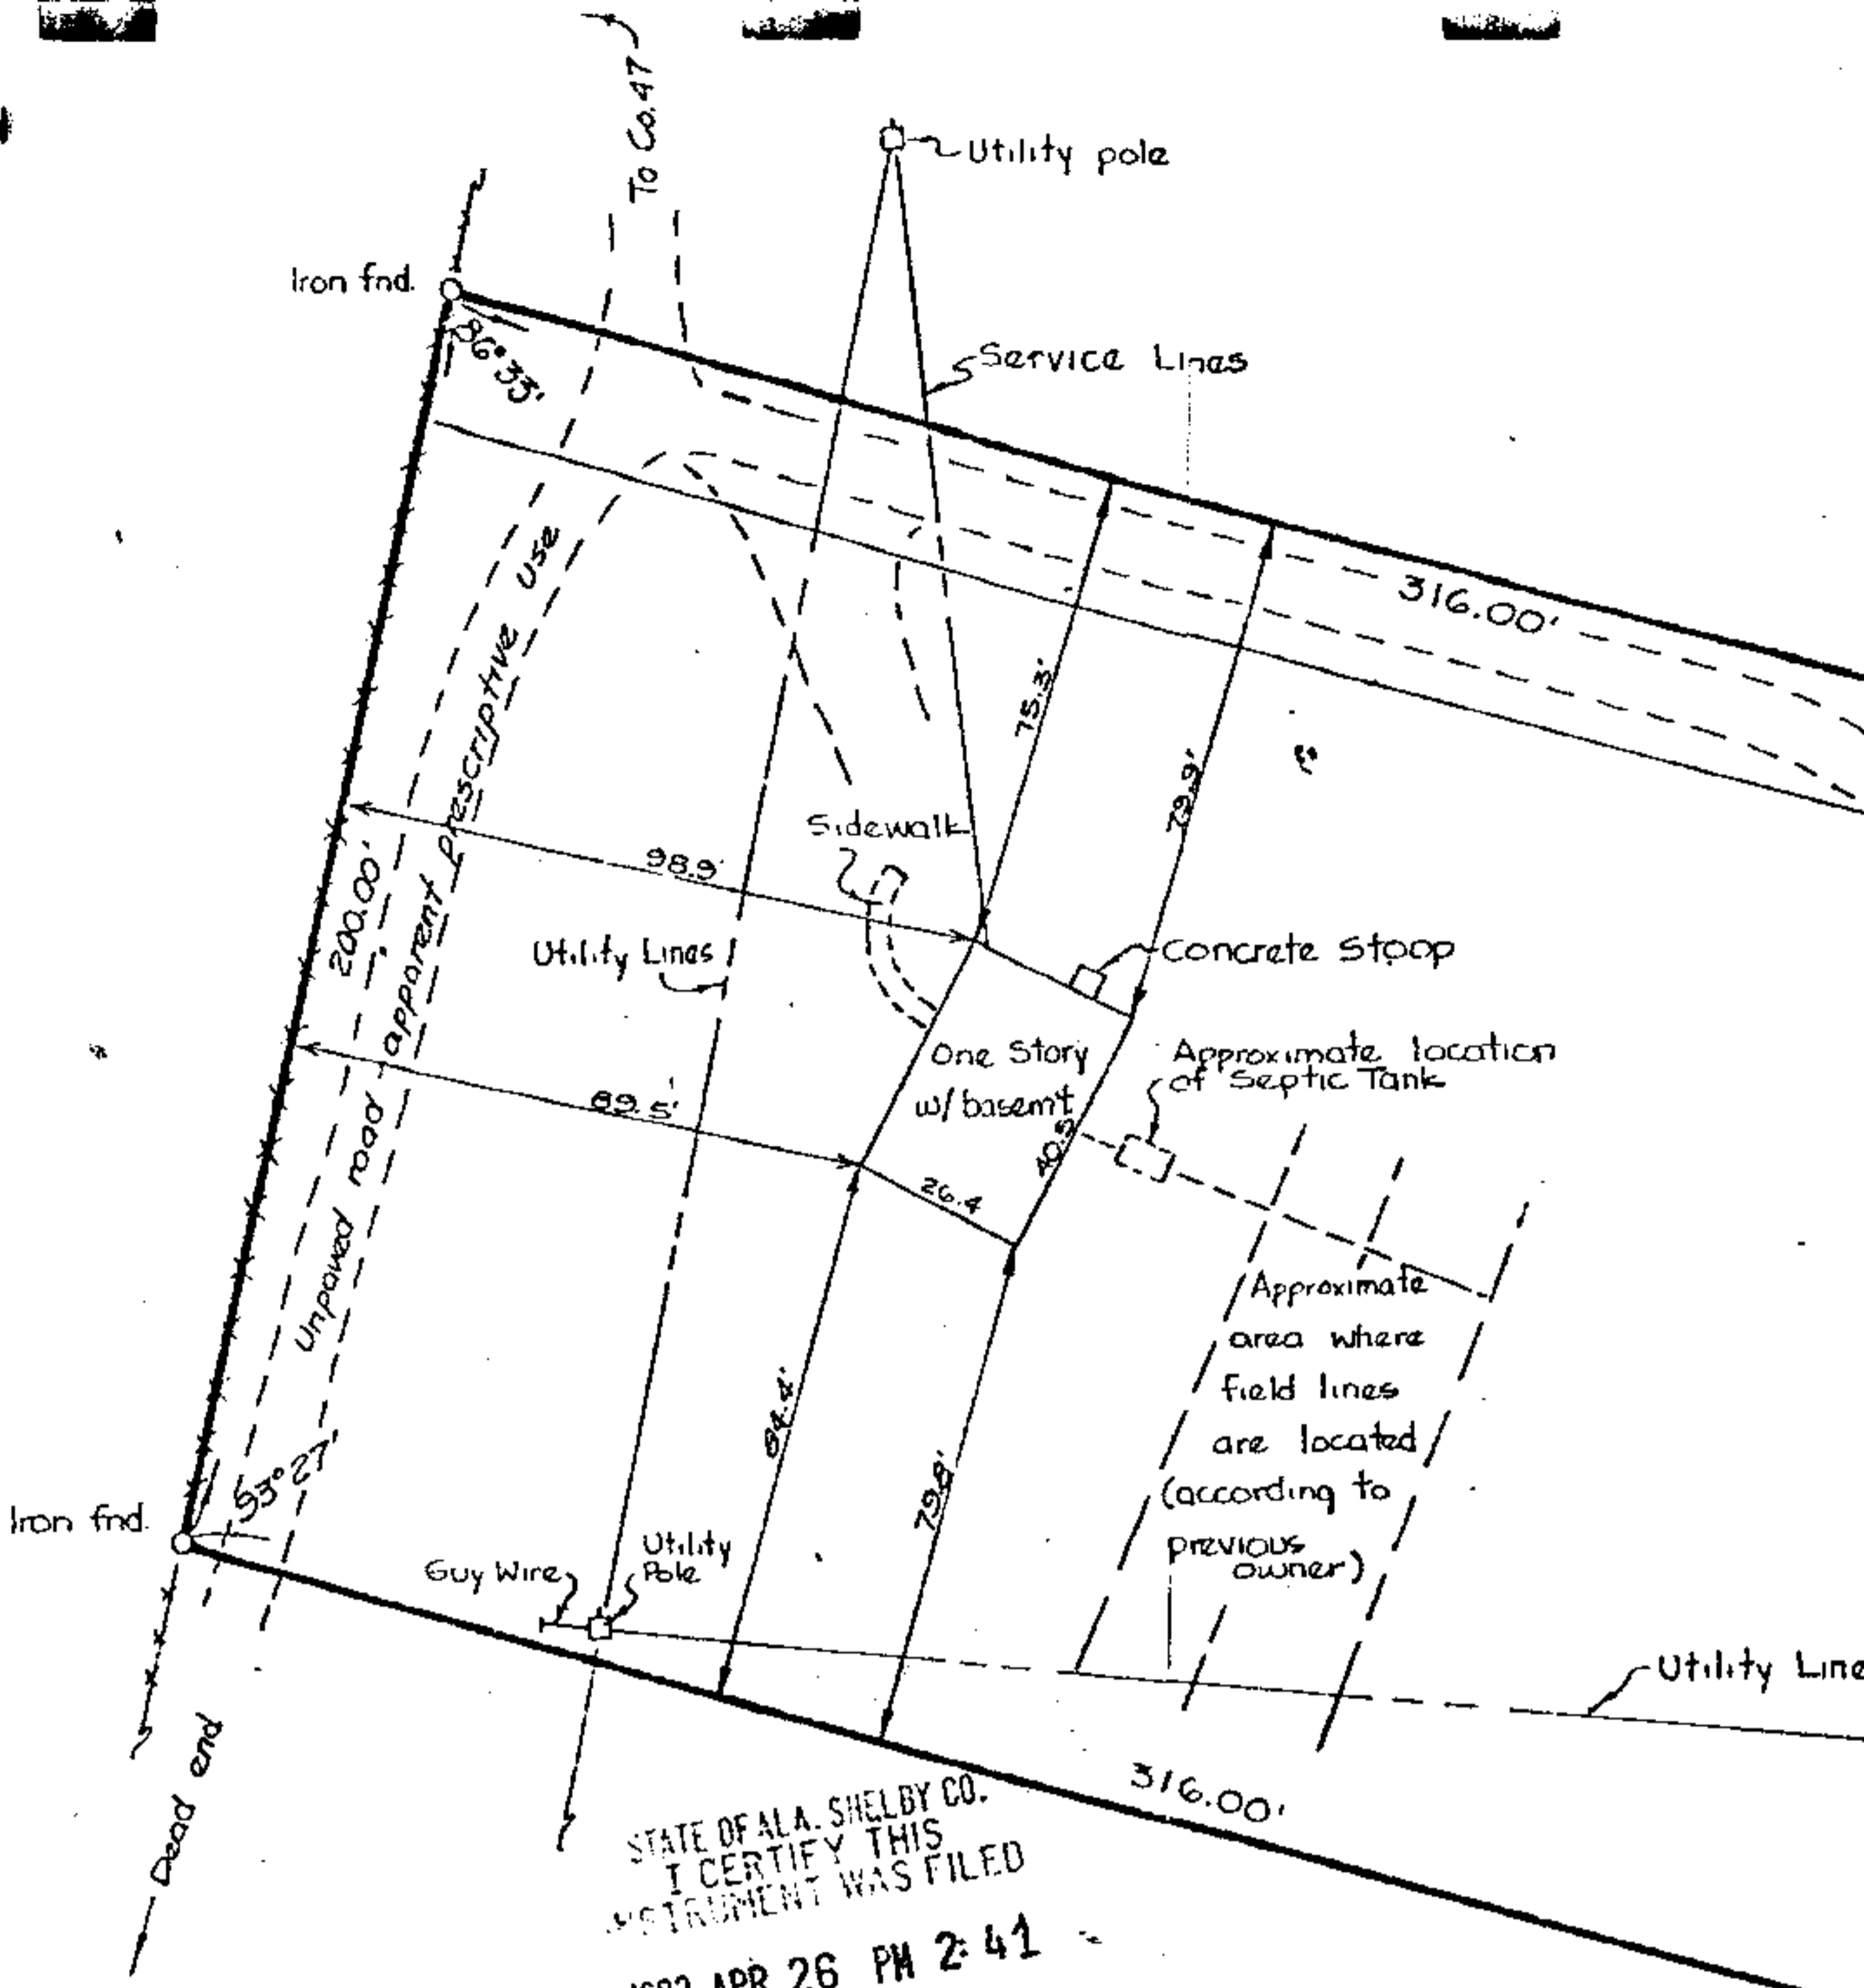 To Co. 47
Utility pole
Iron fnd.
86°33'
Service Lines
316.00'
Unpaved road, apparent prescriptive use
200.00'
75.3'
79.9'
Sidewalk
98.9'
Utility Lines
Concrete Stoop
One Story
w/basemt
Approximate location
of Septic Tank
89.5'
40.5
26.4
Approximate
area where
field lines
are located
(according to
previous
owner)
84.4'
93°27'
Iron fnd.
Guy Wire
Utility
Pole
Utility Line
Dead end
316.00'
STATE OF ALA. SHELBY CO.
I CERTIFY THIS
INSTRUMENT WAS FILED
APR 26 PM 2:41